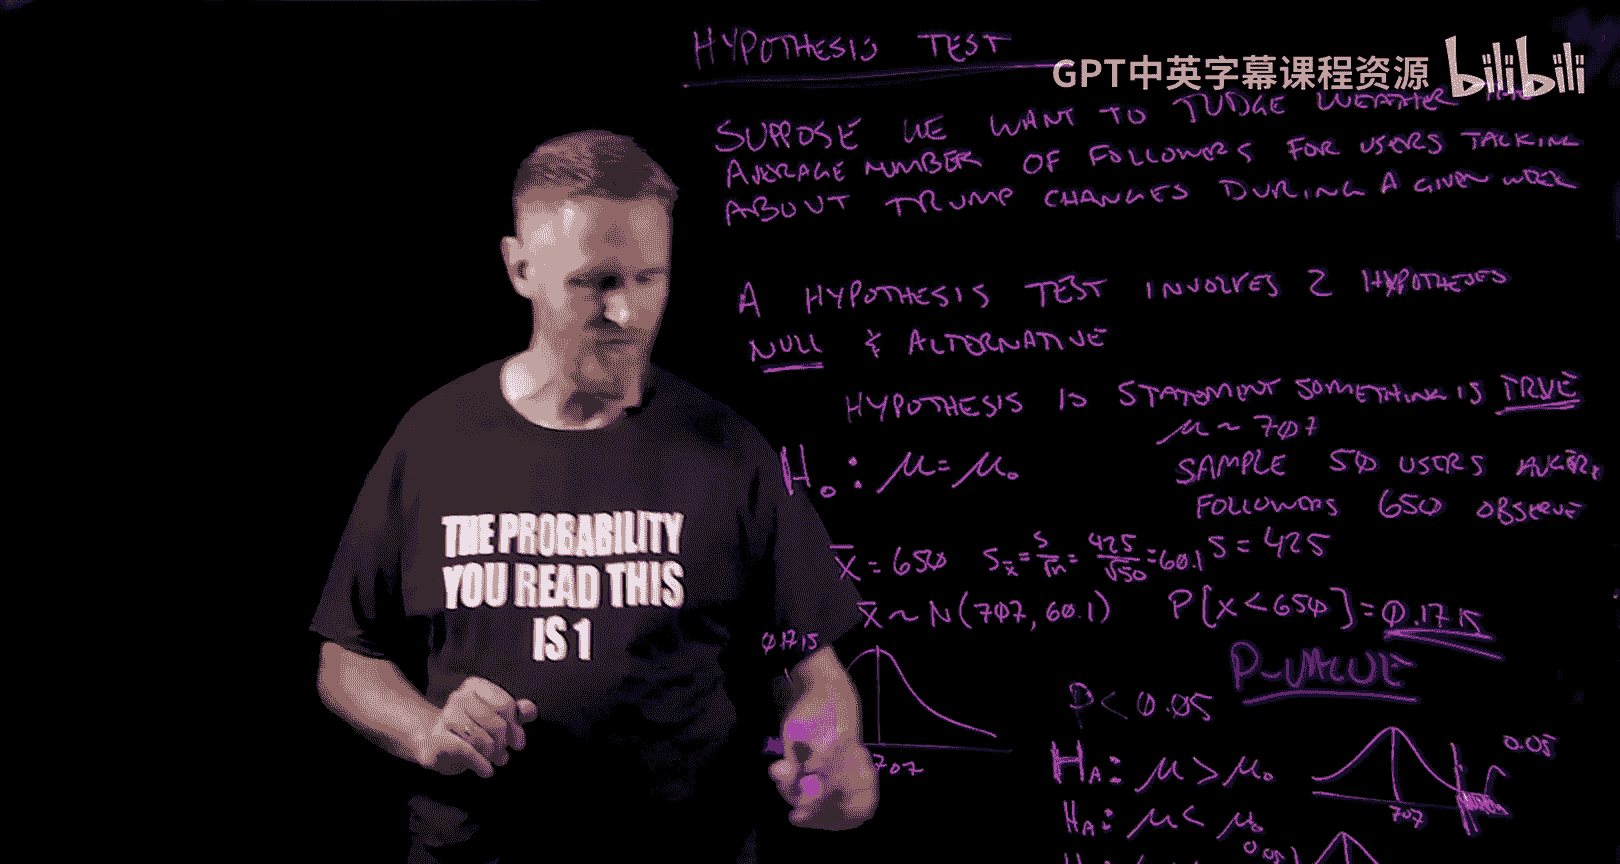 HYPOTHESIS TEST
GPT中英字幕课程资源 bilibili
SUPPOSE WE WANT TO JUDGE WEATHER THE
AVERAGE NUMBER OF FOLLOWERS FOR USERS TALKING
ABOUT TRUMP CHANGES DURING A GIVEN WEEK
A HYPOTHESIS TEST INVOLVES 2 HYPOTHESES
NULL & ALTERNATIVE
HYPOTHESIS IS STATEMENT SOMETHING IS TRUE
μ ~ 707
H₀: μ = μ₀
SAMPLE 50 USERS
FOLLOWERS 650 OBSERVE
x̄ = 650 Sx̄ = S/√n = 425/√50 = 60.1 S = 425
x̄ ~ N(707, 60.1) P[X<650] = 0.1715
0.1715
P-VALUE
P < 0.05
707
Hₐ: μ > μ₀
0.05
707
Hₐ: μ < μ₀
0.05
THE PROBABILITY
YOU READ THIS
IS 1